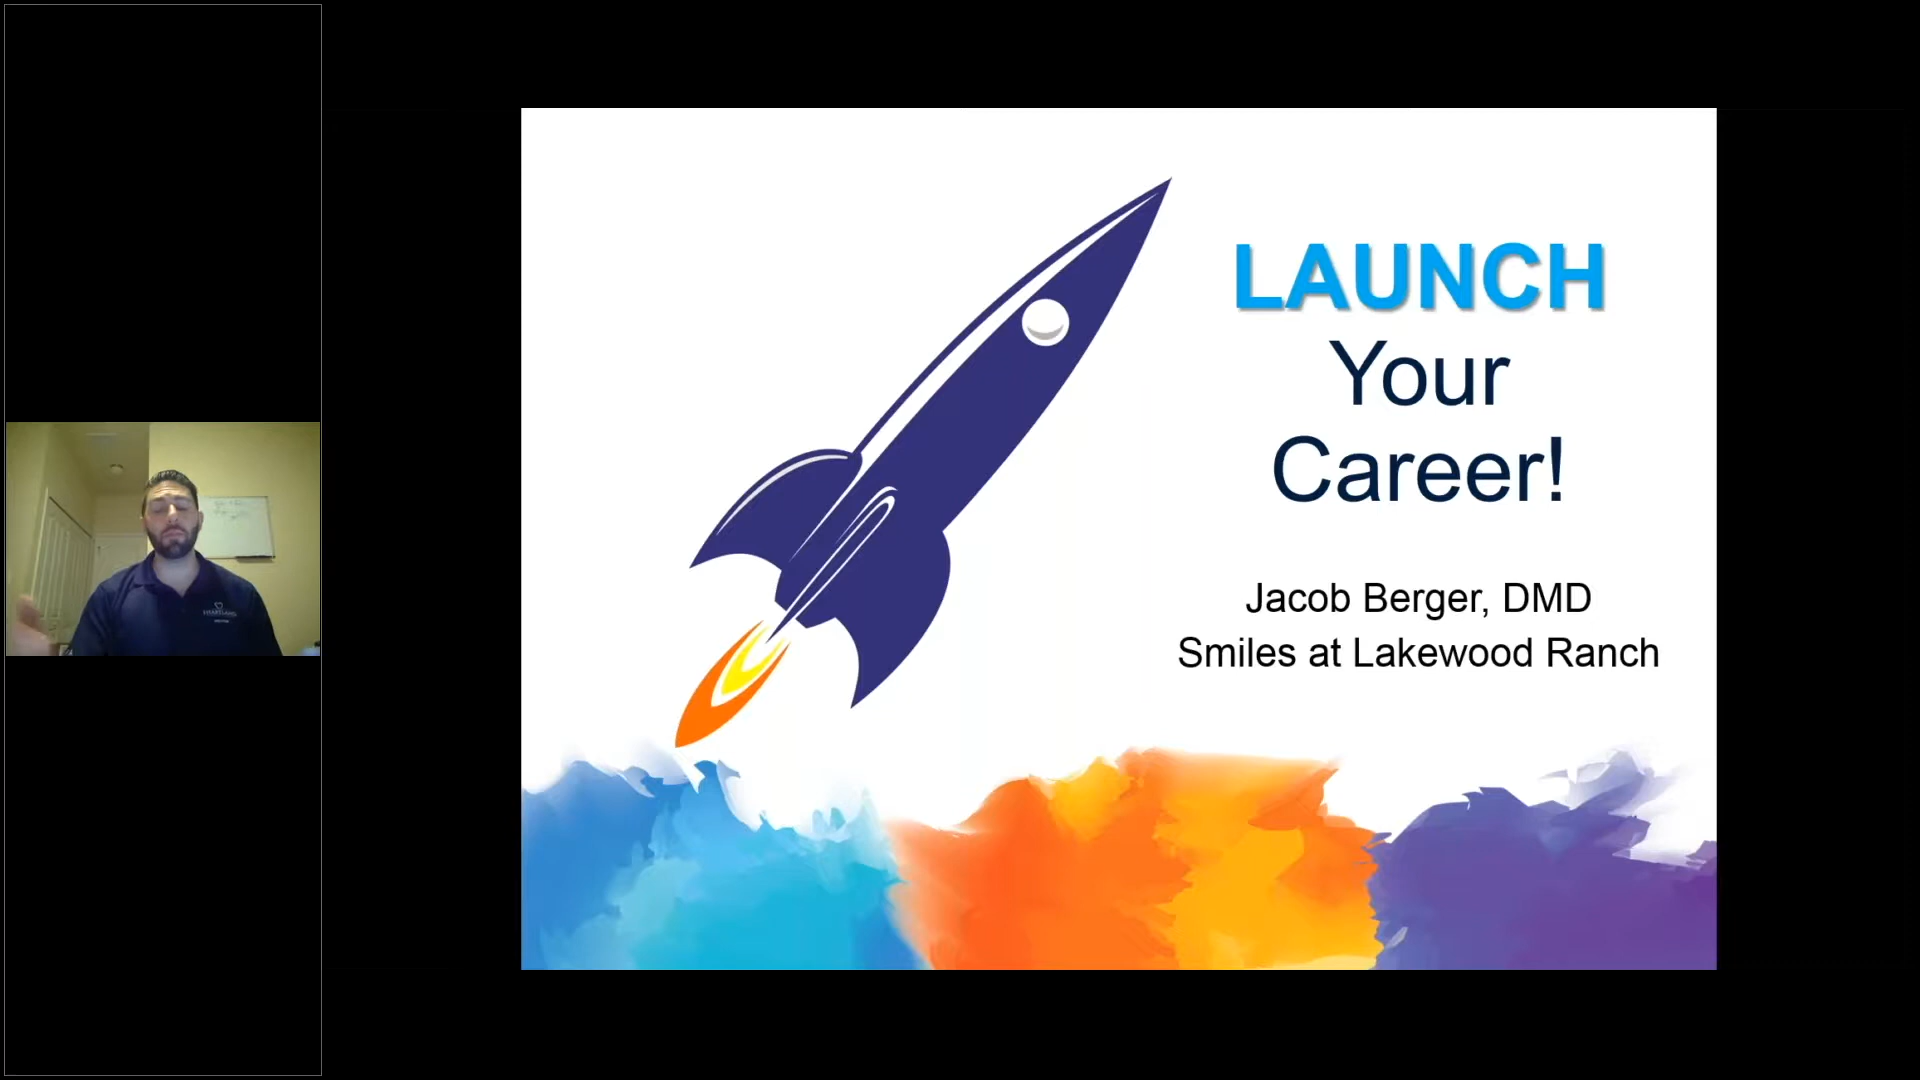 LAUNCH
Your
Career!
Jacob Berger, DMD
Smiles at Lakewood Ranch